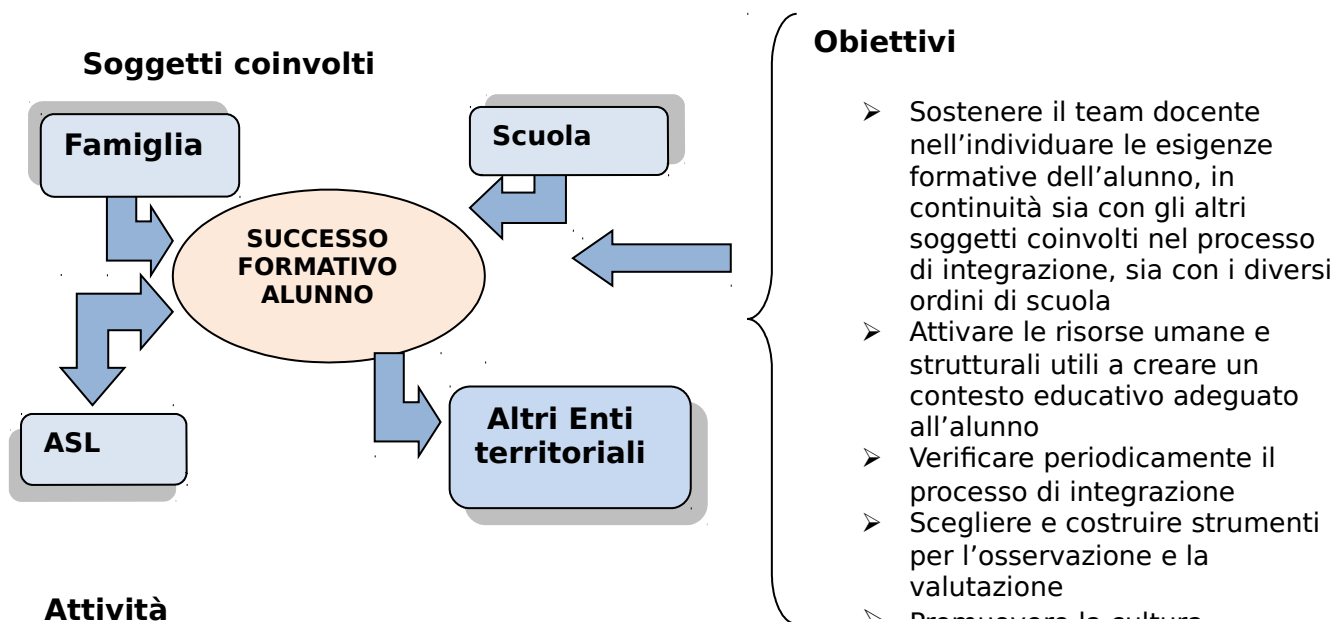 Soggetti coinvolti
Famiglia
Scuola
SUCCESSO
FORMATIVO
ALUNNO
ASL
Altri Enti
territoriali
Attività
Obiettivi
➢ Sostenere il team docente
nell’individuare le esigenze
formative dell’alunno, in
continuità sia con gli altri
soggetti coinvolti nel processo
di integrazione, sia con i diversi
ordini di scuola
➢ Attivare le risorse umane e
strutturali utili a creare un
contesto educativo adeguato
all’alunno
➢ Verificare periodicamente il
processo di integrazione
➢ Scegliere e costruire strumenti
per l’osservazione e la
valutazione
➢ Promuovere la cultura